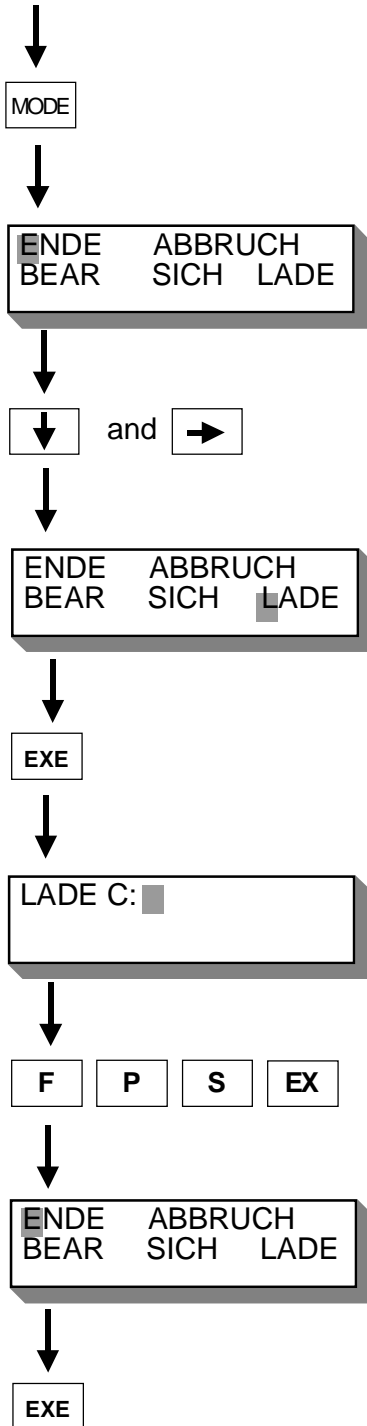 MODE
ENDE ABBRUCH
BEAR SICH LADE
and
ENDE ABBRUCH
BEAR SICH LADE
EXE
LADE C:
F P S EX
ENDE ABBRUCH
BEAR SICH LADE
EXE